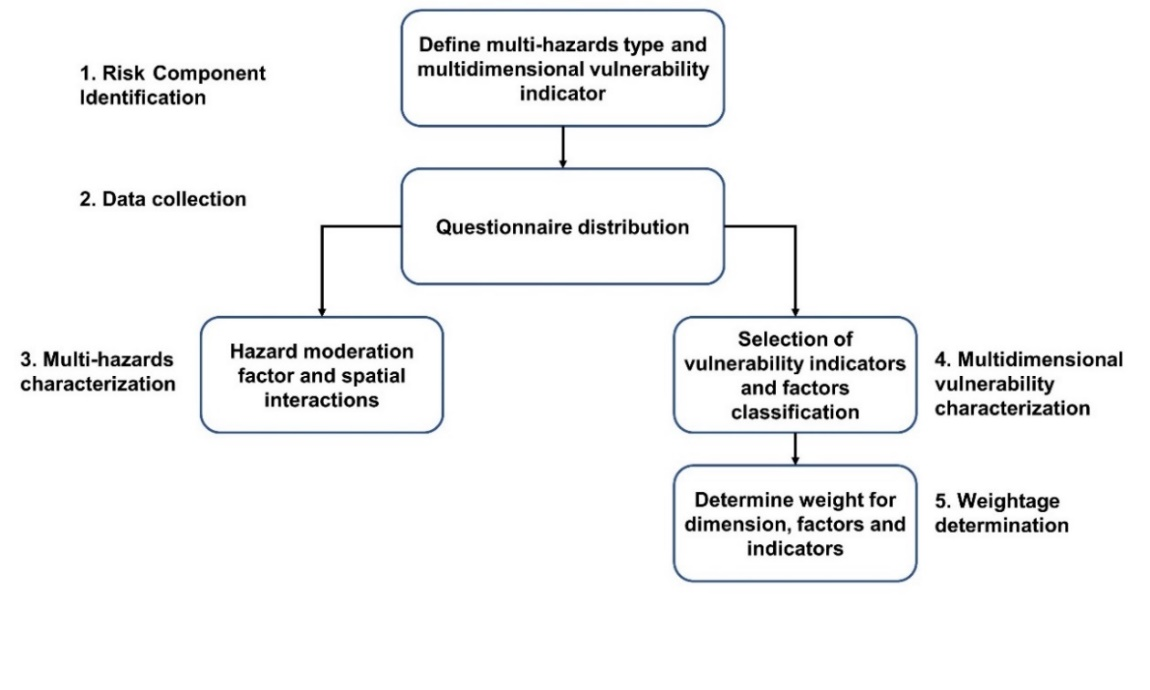 Define multi-hazards type and
multidimensional vulnerability
indicator
1. Risk Component
Identification
2. Data collection
Questionnaire distribution
3. Multi-hazards
characterization
Hazard moderation
factor and spatial
interactions
Selection of
vulnerability indicators
and factors
classification
4. Multidimensional
vulnerability
characterization
Determine weight for
dimension, factors and
indicators
5. Weightage
determination